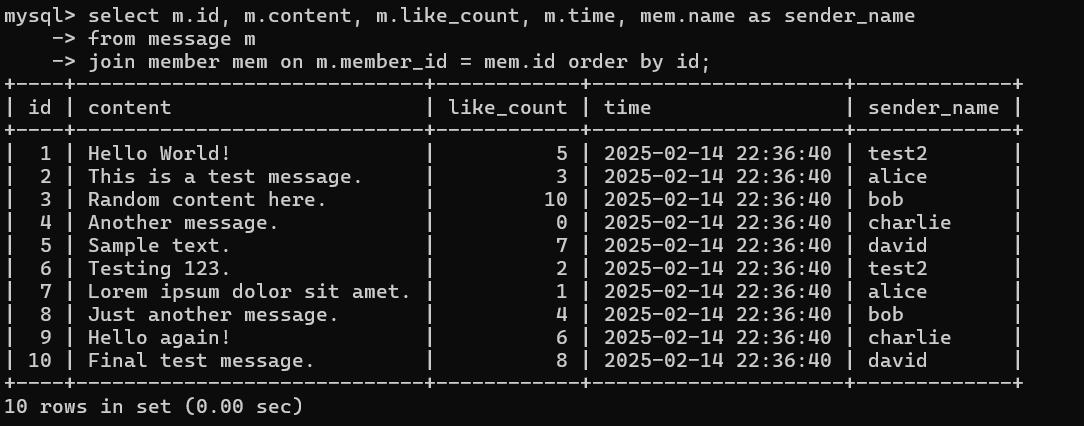 mysql> select m.id, m.content, m.like_count, m.time, mem.name as sender_name
    -> from message m
    -> join member mem on m.member_id = mem.id order by id;
+----+-----------------------------+------------+---------------------+-------------+
| id | content                     | like_count | time                | sender_name |
+----+-----------------------------+------------+---------------------+-------------+
|  1 | Hello World!                |          5 | 2025-02-14 22:36:40 | test2       |
|  2 | This is a test message.     |          3 | 2025-02-14 22:36:40 | alice       |
|  3 | Random content here.        |         10 | 2025-02-14 22:36:40 | bob         |
|  4 | Another message.            |          0 | 2025-02-14 22:36:40 | charlie     |
|  5 | Sample text.                |          7 | 2025-02-14 22:36:40 | david       |
|  6 | Testing 123.                |          2 | 2025-02-14 22:36:40 | test2       |
|  7 | Lorem ipsum dolor sit amet. |          1 | 2025-02-14 22:36:40 | alice       |
|  8 | Just another message.       |          4 | 2025-02-14 22:36:40 | bob         |
|  9 | Hello again!                |          6 | 2025-02-14 22:36:40 | charlie     |
| 10 | Final test message.         |          8 | 2025-02-14 22:36:40 | david       |
+----+-----------------------------+------------+---------------------+-------------+
10 rows in set (0.00 sec)